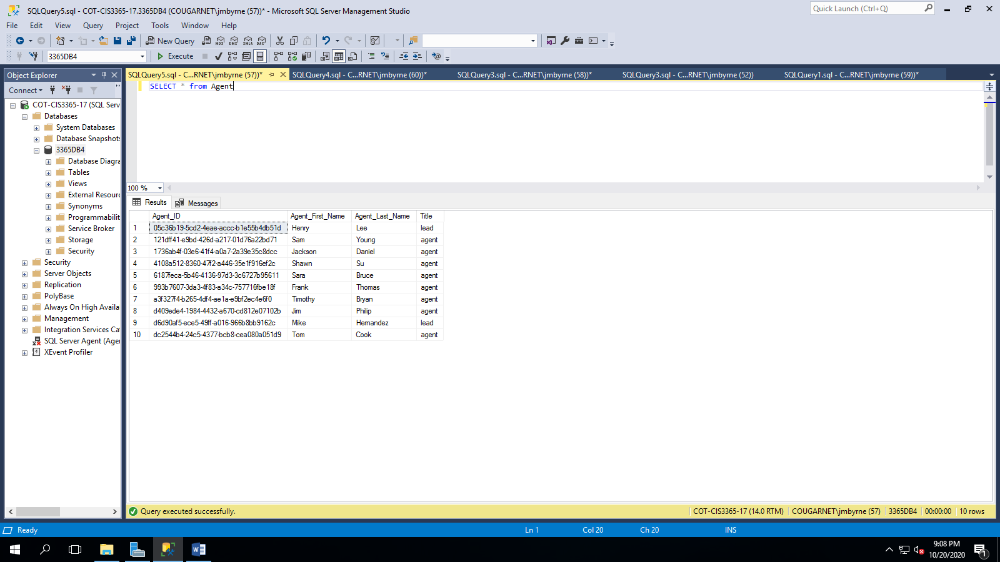 SQLQuery5.sql - COT-CIS3365-17.3365DB4 (COUGARNET\jmbyrne (57))* - Microsoft SQL Server Management Studio
Quick Launch (Ctrl+Q)
File Edit View Query Project Tools Window Help
New Query MDX DMX XMLA DAX
3365DB4 Execute
Object Explorer
SQLQuery5.sql - C...RNET\jmbyrne (57))* SQLQuery4.sql - C...RNET\jmbyrne (60))* SQLQuery3.sql - C...RNET\jmbyrne (58))* SQLQuery3.sql - C...RNET\jmbyrne (52)) SQLQuery1.sql - C...RNET\jmbyrne (59))*
Connect
SELECT * from Agent
COT-CIS3365-17 (SQL Serv
Databases
System Databases
Database Snapshots
3365DB4
Database Diagra
Tables
Views
External Resourc
Synonyms
Programmabilit
Service Broker
Storage
Security
Security
Server Objects
Replication
PolyBase
Always On High Availa
Management
Integration Services Ca
SQL Server Agent (Agen
XEvent Profiler
100 %
Results Messages
Agent_ID Agent_First_Name Agent_Last_Name Title
1 05c36b19-5cd2-4eae-accc-b1e55b4db51d Henry Lee lead
2 121dff41-e9bd-426d-a217-01d76a22bd71 Sam Young agent
3 1736ab4f-03e6-41f4-a0a7-2a39e35c8dcc Jackson Daniel agent
4 4108a512-8360-47f2-a446-35e1f916ef2c Shawn Su agent
5 6187feca-5b46-4136-97d3-3c6727b95611 Sara Bruce agent
6 993b7607-3da3-4f83-a34c-757716fbe18f Frank Thomas agent
7 a3f327f4-b265-4df4-ae1a-e9bf2ec4e6f0 Timothy Bryan agent
8 d409ede4-1984-4432-a670-cd812e07102b Jim Philip agent
9 d6d90af5-ece5-49ff-a016-966b8bb9162c Mike Hernandez lead
10 dc2544b4-24c5-4377-bcb8-cea080a051d9 Tom Cook agent
Query executed successfully. COT-CIS3365-17 (14.0 RTM) COUGARNET\jmbyrne (57) 3365DB4 00:00:00 10 rows
Ready Ln 1 Col 20 Ch 20 INS
9:08 PM
10/20/2020
1